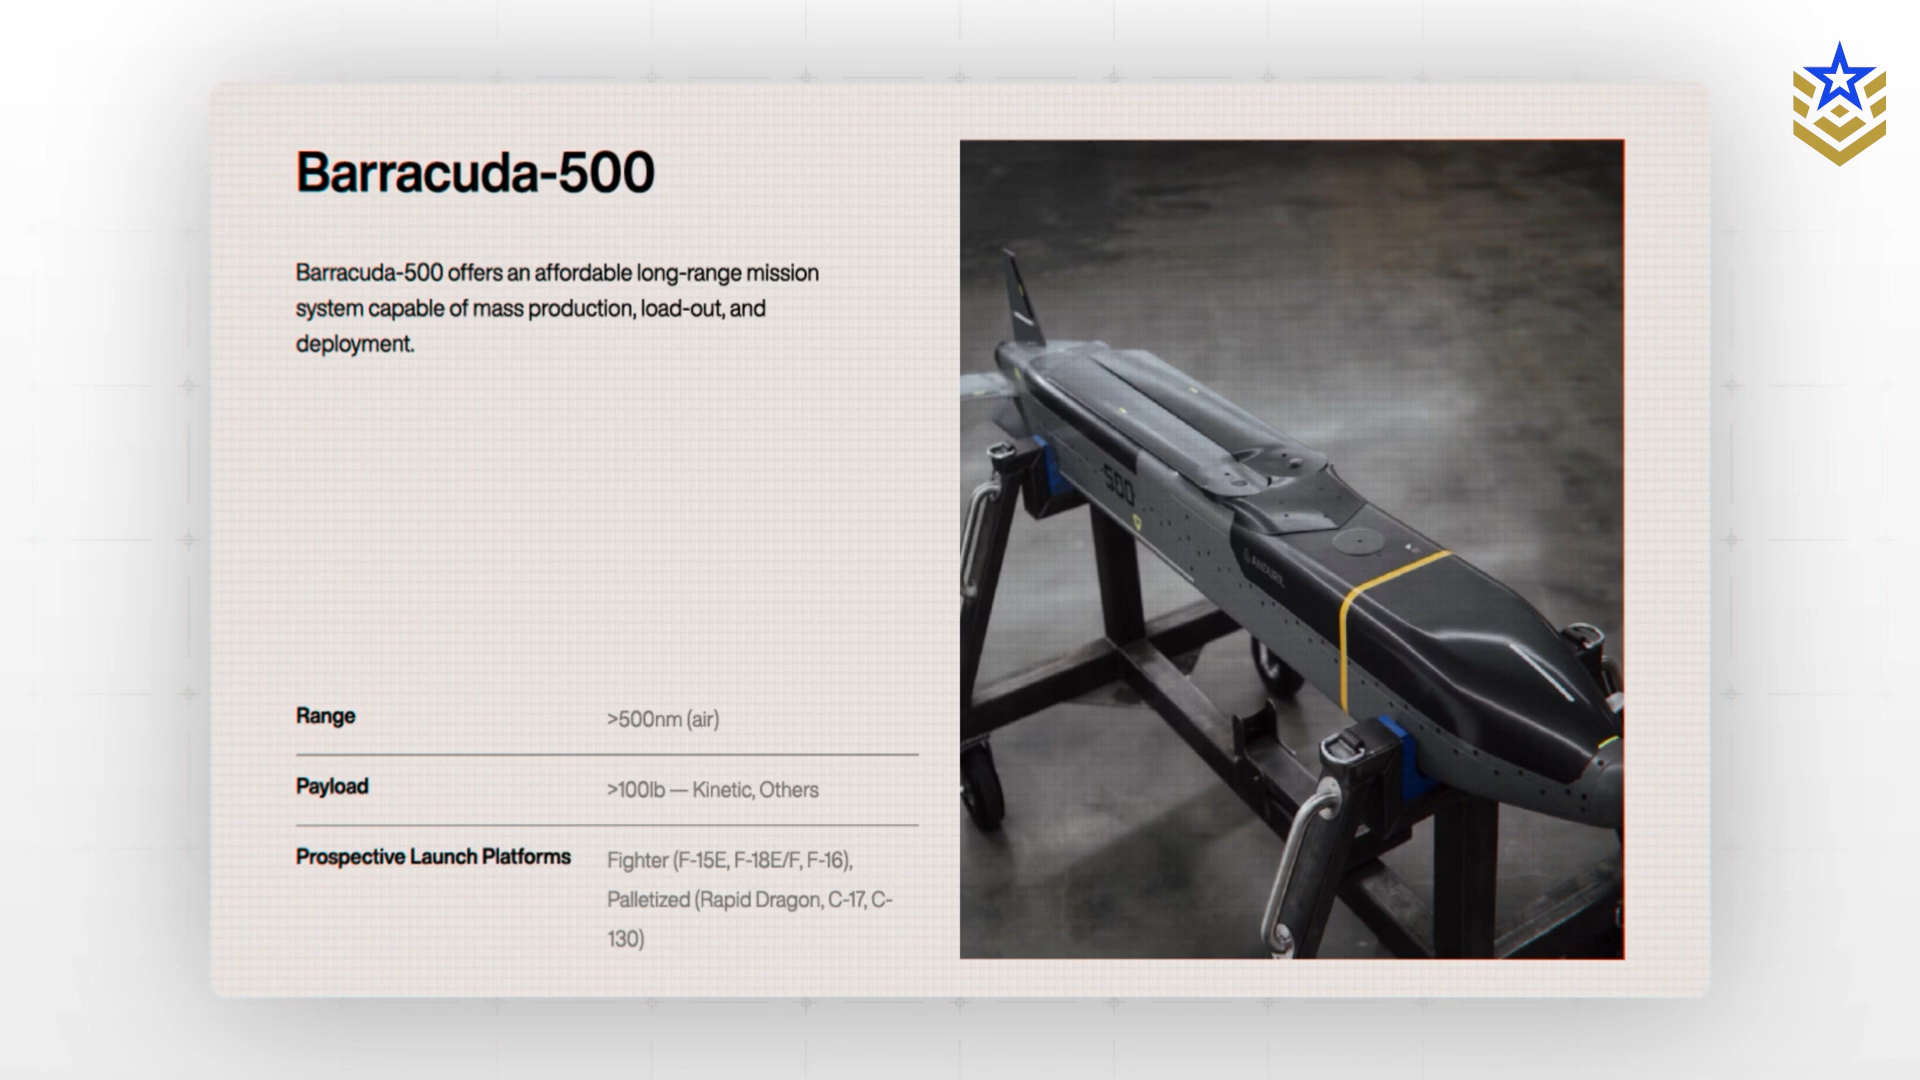 Barracuda-500
Barracuda-500 offers an affordable long-range mission
system capable of mass production, load-out, and
deployment.
Range
>500nm (air)
Payload
>100lb — Kinetic, Others
Prospective Launch Platforms
Fighter (F-15E, F-18E/F, F-16),
Palletized (Rapid Dragon, C-17, C-
130)
500
ANDURIL